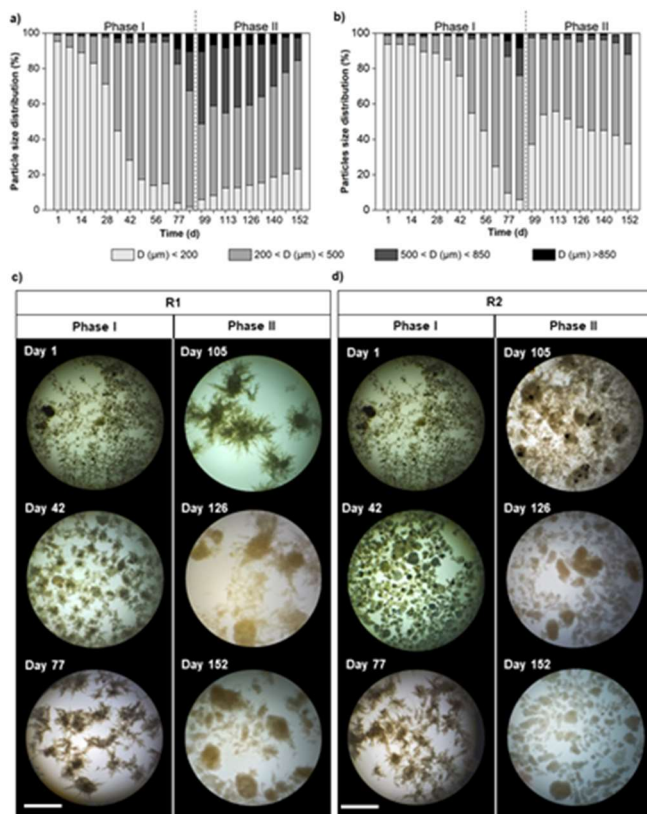 a)
Phase I
Phase II
Particle size distribution (%)
100
80
60
40
20
0
1 14 28 42 56 77 99 113 126 140 152
Time (d)
b)
Phase I
Phase II
Particles size distribution (%)
100
80
60
40
20
0
1 14 28 42 56 77 99 113 126 140 152
Time (d)
D (µm) < 200
200 < D (µm) < 500
500 < D (µm) < 850
D (µm) >850
c)
R1
Phase I
Phase II
Day 1
Day 105
Day 42
Day 126
Day 77
Day 152
d)
R2
Phase I
Phase II
Day 1
Day 105
Day 42
Day 126
Day 77
Day 152